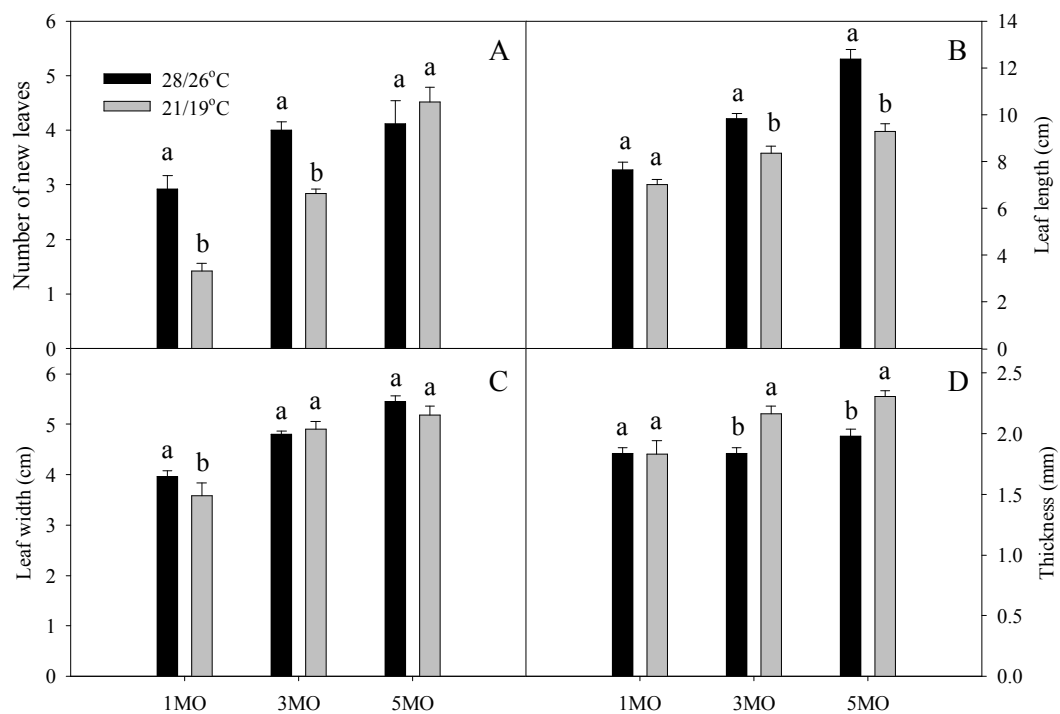 Number of new leaves
6
5
4
3
2
1
0
A
28/26°C
21/19°C
a
b
a
b
a
a
B
a
a
a
b
a
b
14
12
10
8
6
4
2
0
Leaf length (cm)
Leaf width (cm)
6
5
4
3
2
1
0
C
a
b
a
a
a
a
1MO 3MO 5MO
D
a
a
b
a
b
a
2.5
2.0
1.5
1.0
0.5
0.0
Thickness (mm)
1MO 3MO 5MO